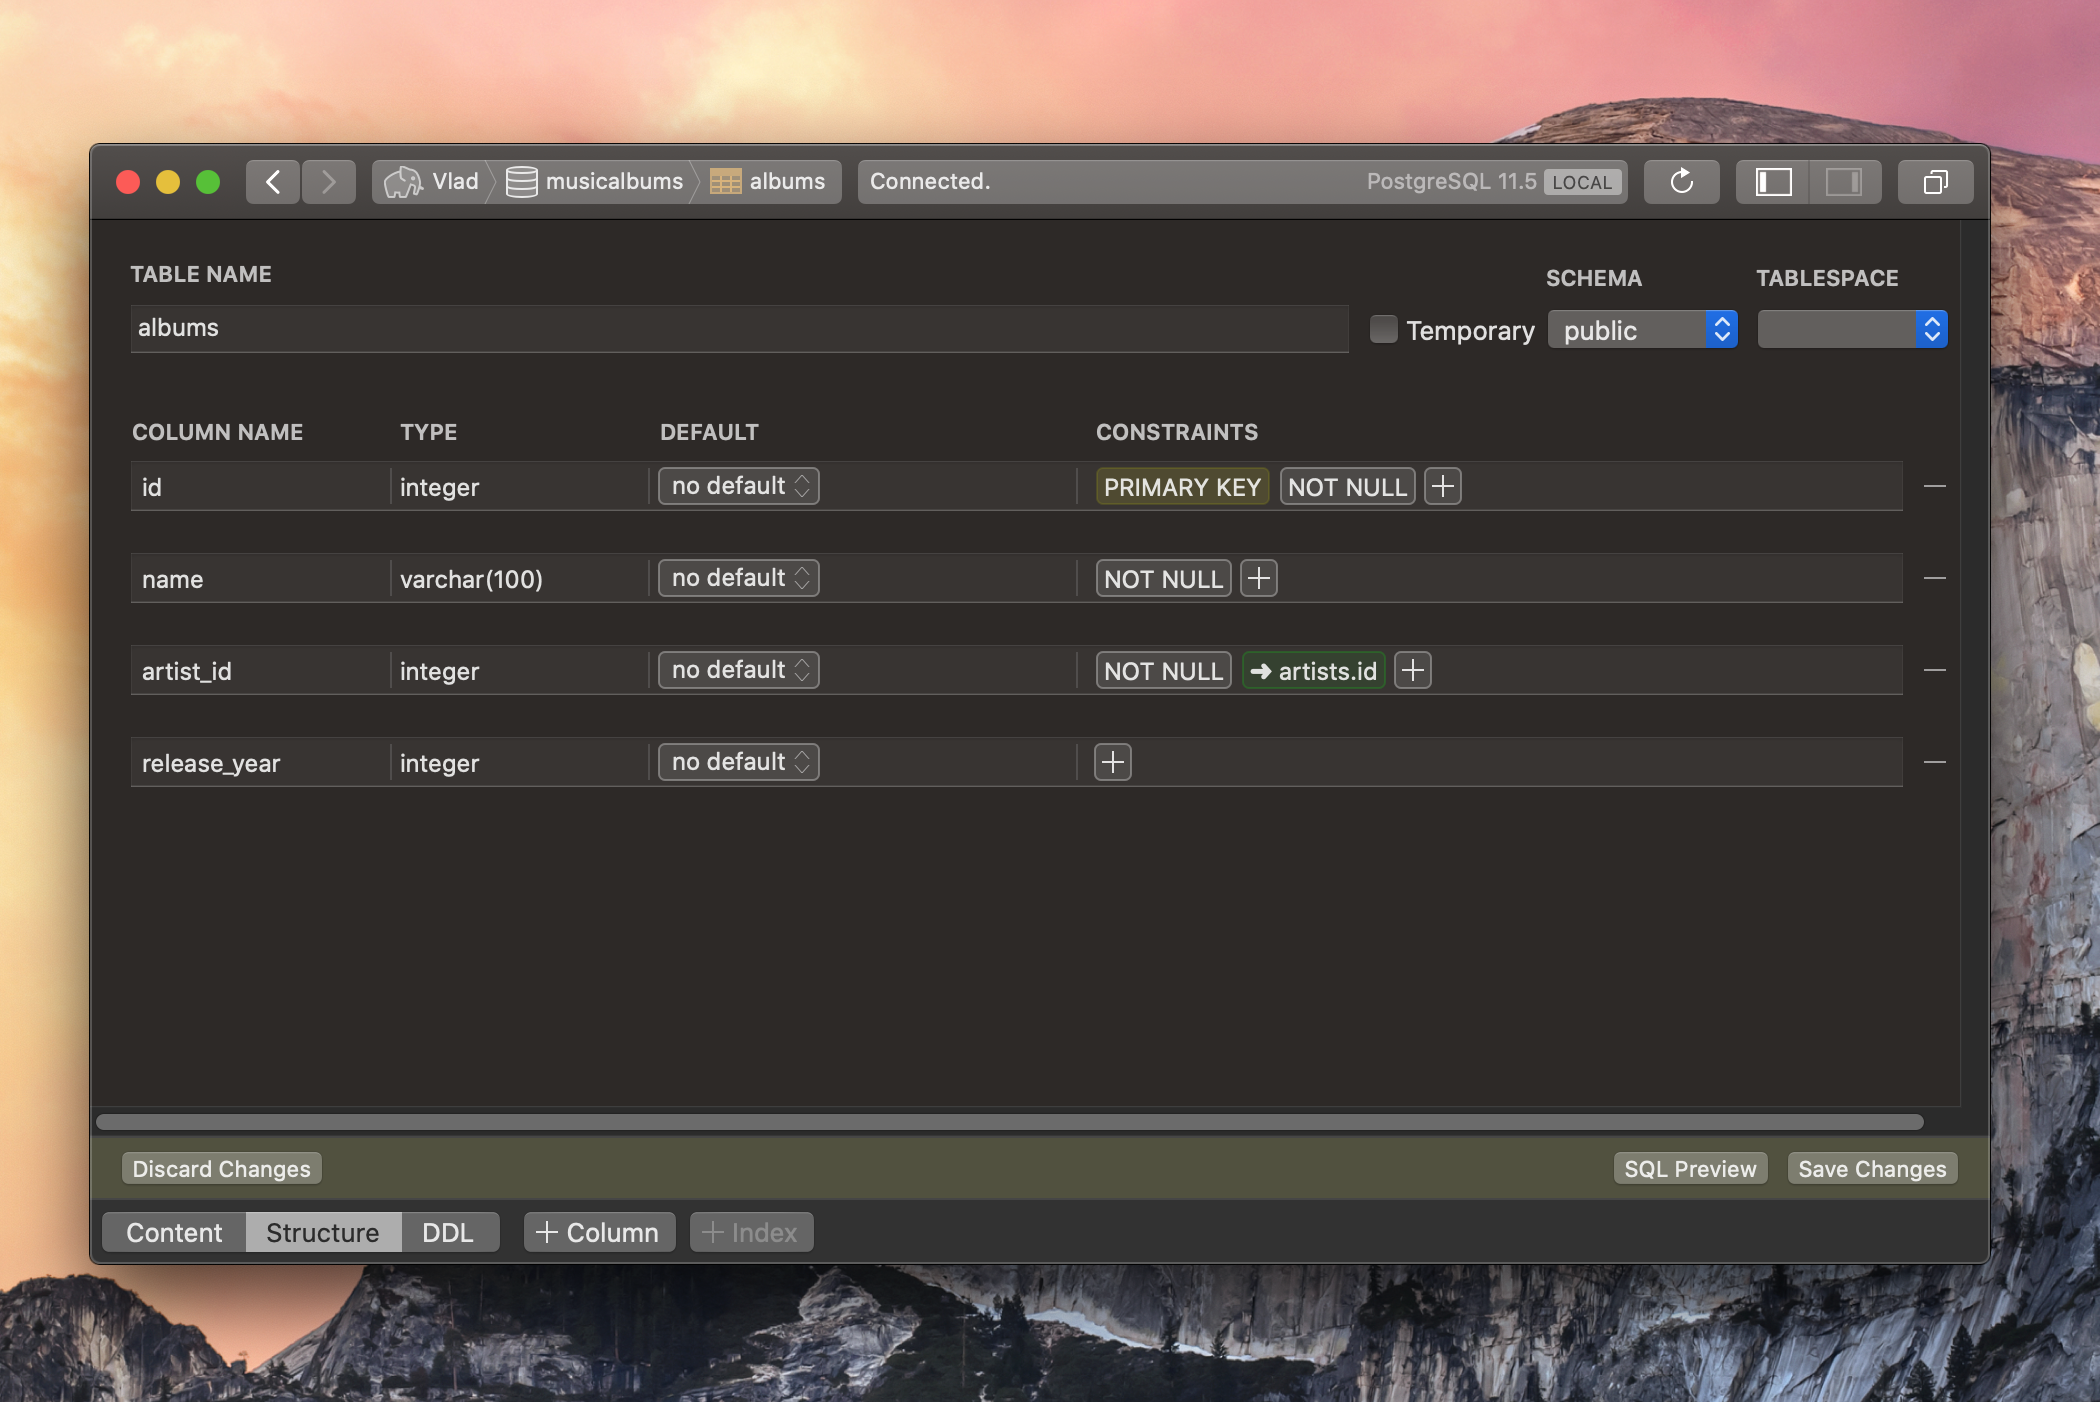 Vlad musicalbums albums Connected. PostgreSQL 11.5 LOCAL
TABLE NAME SCHEMA TABLESPACE
albums Temporary public
COLUMN NAME TYPE DEFAULT CONSTRAINTS
id integer no default PRIMARY KEY NOT NULL +
name varchar(100) no default NOT NULL +
artist_id integer no default NOT NULL ➜ artists.id +
release_year integer no default +
Discard Changes SQL Preview Save Changes
Content Structure DDL + Column + Index